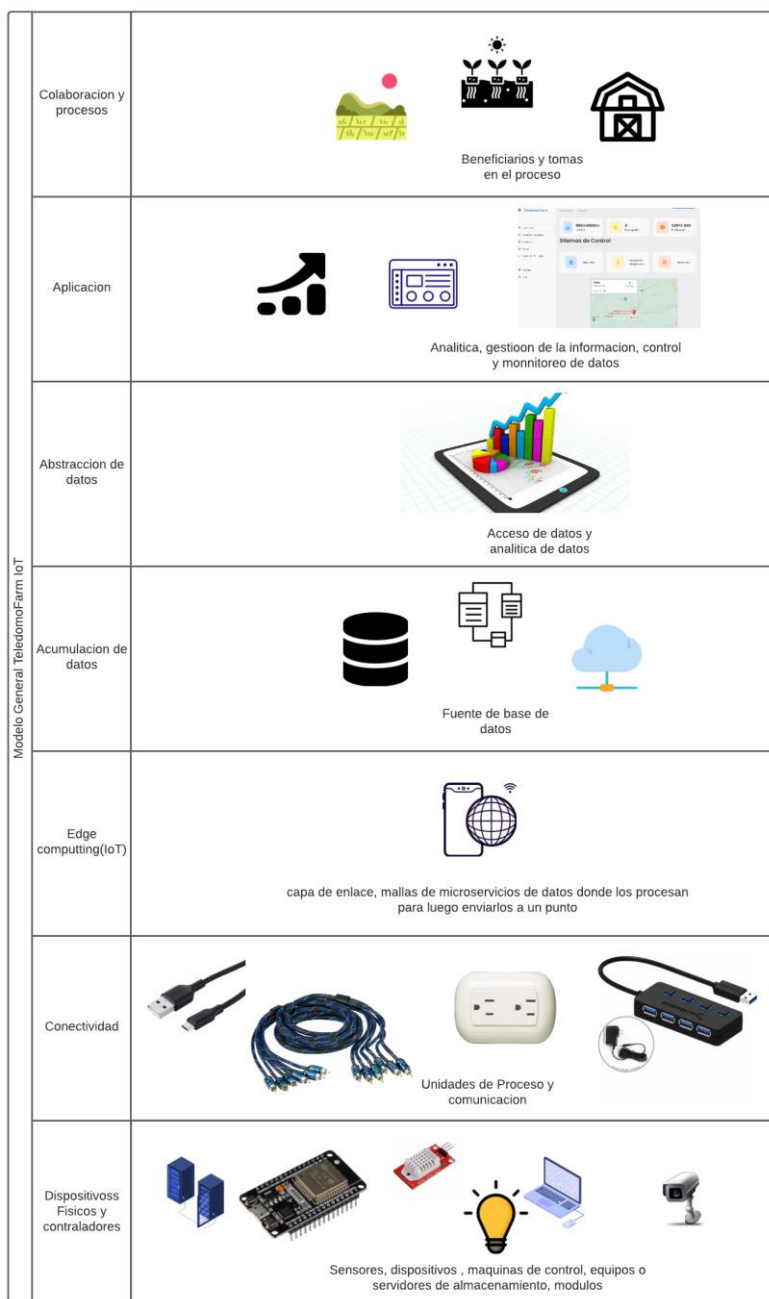 Modelo General TeledomoFarm IoT
Colaboracion y
procesos
Beneficiarios y tomas
en el proceso
Aplicacion
Sitemas de Control
Analitica, gestioon de la informacion, control
y monnitoreo de datos
Abstraccion de
datos
Acceso de datos y
analitica de datos
Acumulacion de
datos
Fuente de base de
datos
Edge
computting(IoT)
capa de enlace, mallas de microservicios de datos donde los procesan
para luego enviarlos a un punto
Conectividad
Unidades de Proceso y
comunicacion
Dispositivoss
Fisicos y
contraladores
Sensores, dispositivos , maquinas de control, equipos o
servidores de almacenamiento, modulos